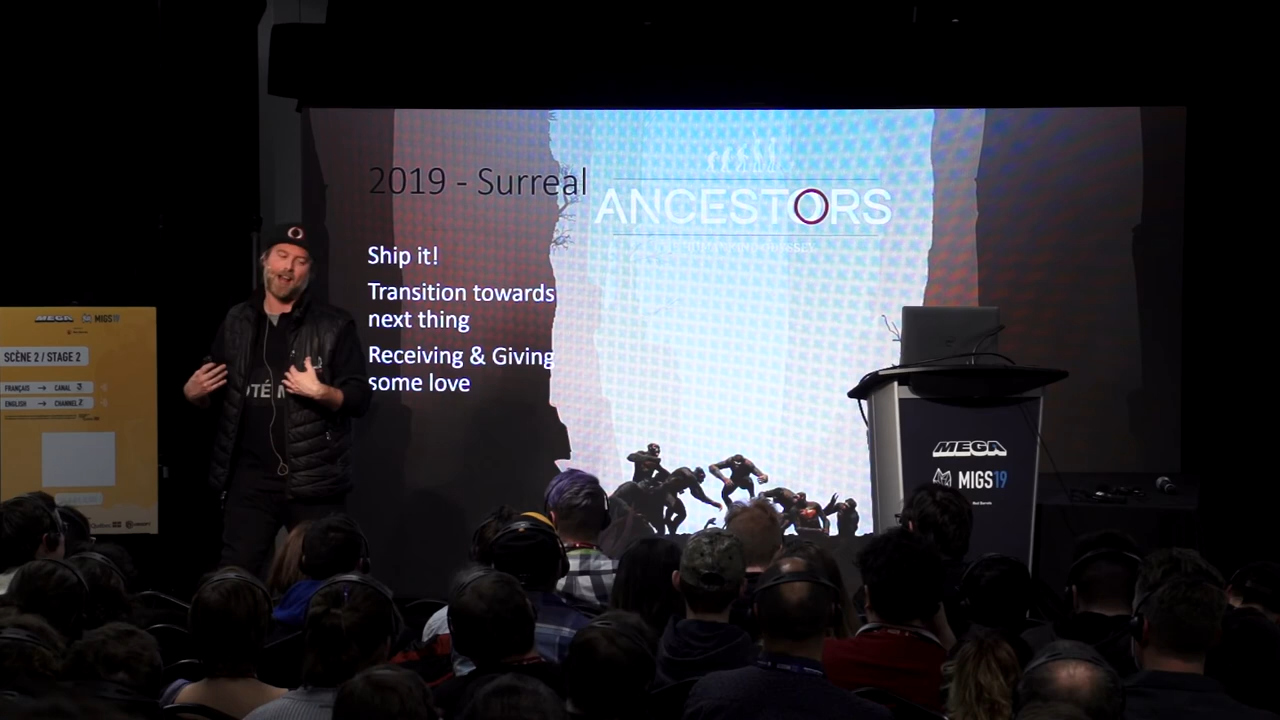 2019 - Surreal
ANCESTORS
Ship it!
Transition towards
next thing
Receiving & Giving
some love
MEGA MIGS19
SCÈNE 2 / STAGE 2
FRANÇAIS → CANAL 3
ENGLISH → CHANNEL 2
MEGA
MIGS19